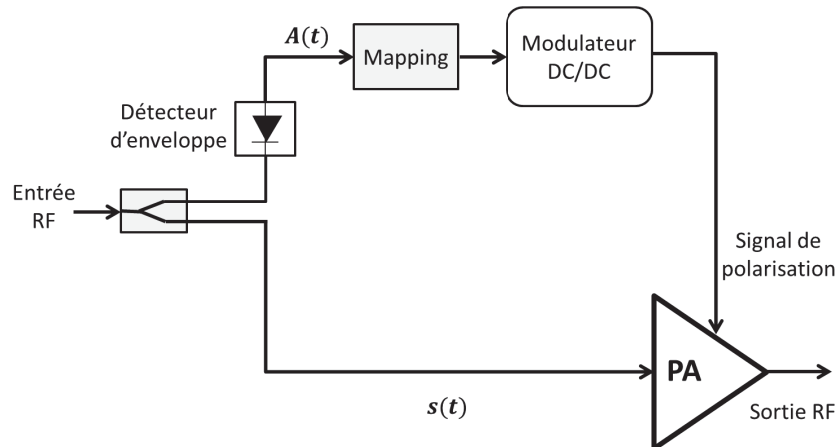 A(t)
Mapping
Modulateur
DC/DC
Détecteur
d'enveloppe
Entrée
RF
Signal de
polarisation
PA
s(t)
Sortie RF